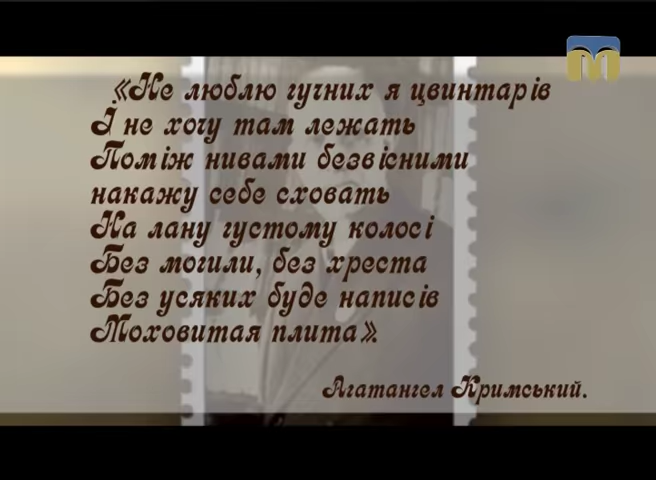 «Не люблю гучних я цвинтарів
І не хочу там лежать
Поміж нивами безвісними
накажу себе сховать
На лану густому колосі
Без могили, без хреста
Без усяких буде написів
Моховитая плита».
Агатангел Кримський.